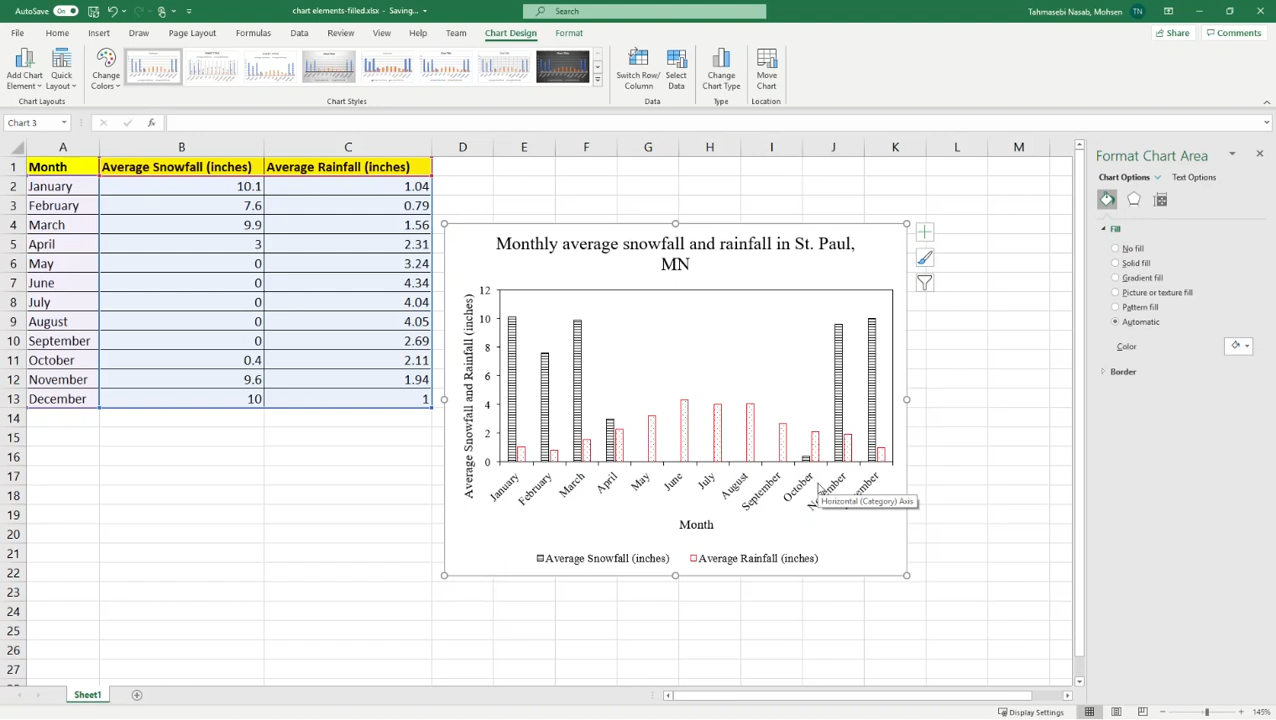 AutoSave On
chart elements-filled.xlsx - Saving...
Search
Tahmasebi Nasab, Mohsen TN
File Home Insert Draw Page Layout Formulas Data Review View Help Team Chart Design Format
Share Comments
Add Chart Element
Quick Layout
Change Colors
Switch Row/ Column
Select Data
Change Chart Type
Move Chart
Chart Layouts Chart Styles Data Type Location
Chart 3
fx
A B C D E F G H I J K L M
1 Month Average Snowfall (inches) Average Rainfall (inches)
2 January 10.1 1.04
3 February 7.6 0.79
4 March 9.9 1.56
5 April 3 2.31
6 May 0 3.24
7 June 0 4.34
8 July 0 4.04
9 August 0 4.05
10 September 0 2.69
11 October 0.4 2.11
12 November 9.6 1.94
13 December 10 1
14
15
16
17
18
19
20
21
22
23
24
25
26
27
Monthly average snowfall and rainfall in St. Paul,
MN
Average Snowfall and Rainfall (inches)
12
10
8
6
4
2
0
January February March April May June July August September October
Horizontal (Category) Axis
Month
Average Snowfall (inches) Average Rainfall (inches)
Format Chart Area
Chart Options Text Options
Fill
No fill
Solid fill
Gradient fill
Picture or texture fill
Pattern fill
Automatic
Color
Border
Sheet1
Display Settings
145%